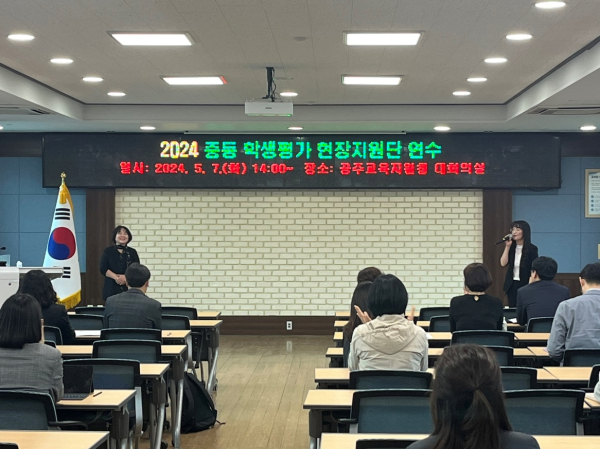 2024 중등 학생평가 현장지원단 연수
일시: 2024. 5. 7.(화) 14:00~ 장소: 공주교육지원청 대회의실